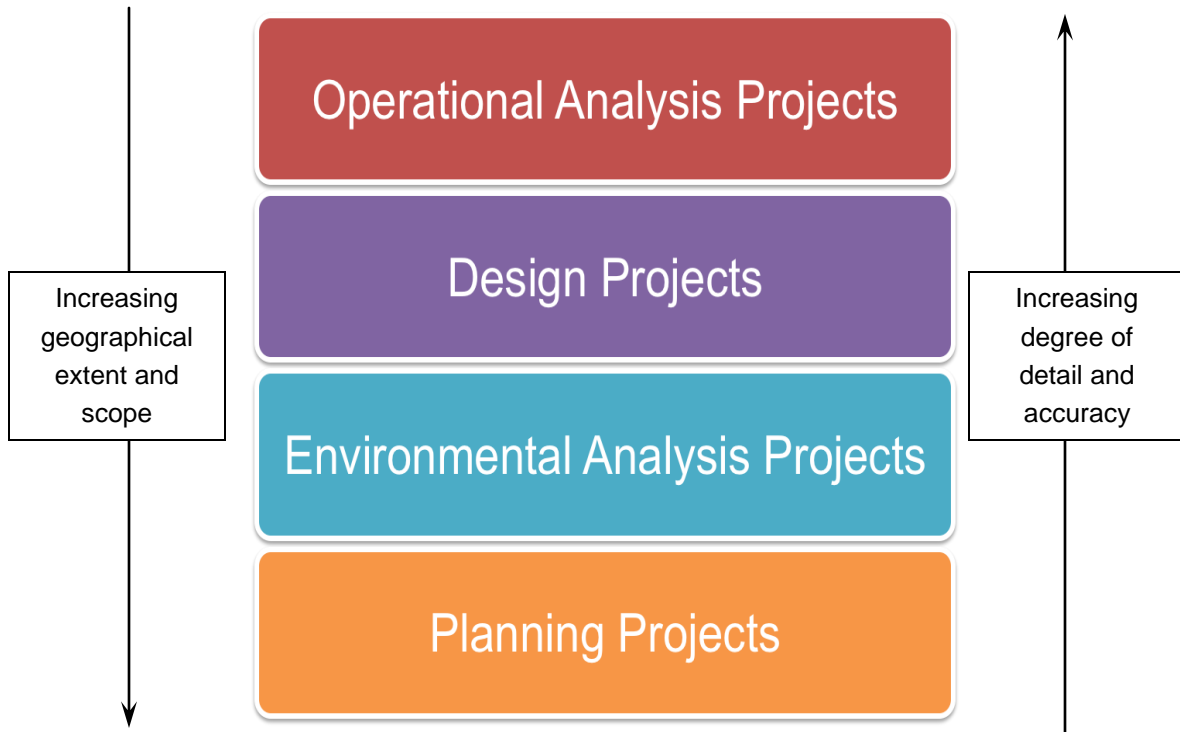 Operational Analysis Projects
Design Projects
Increasing
geographical
extent and
scope
Increasing
degree of
detail and
accuracy
Environmental Analysis Projects
Planning Projects